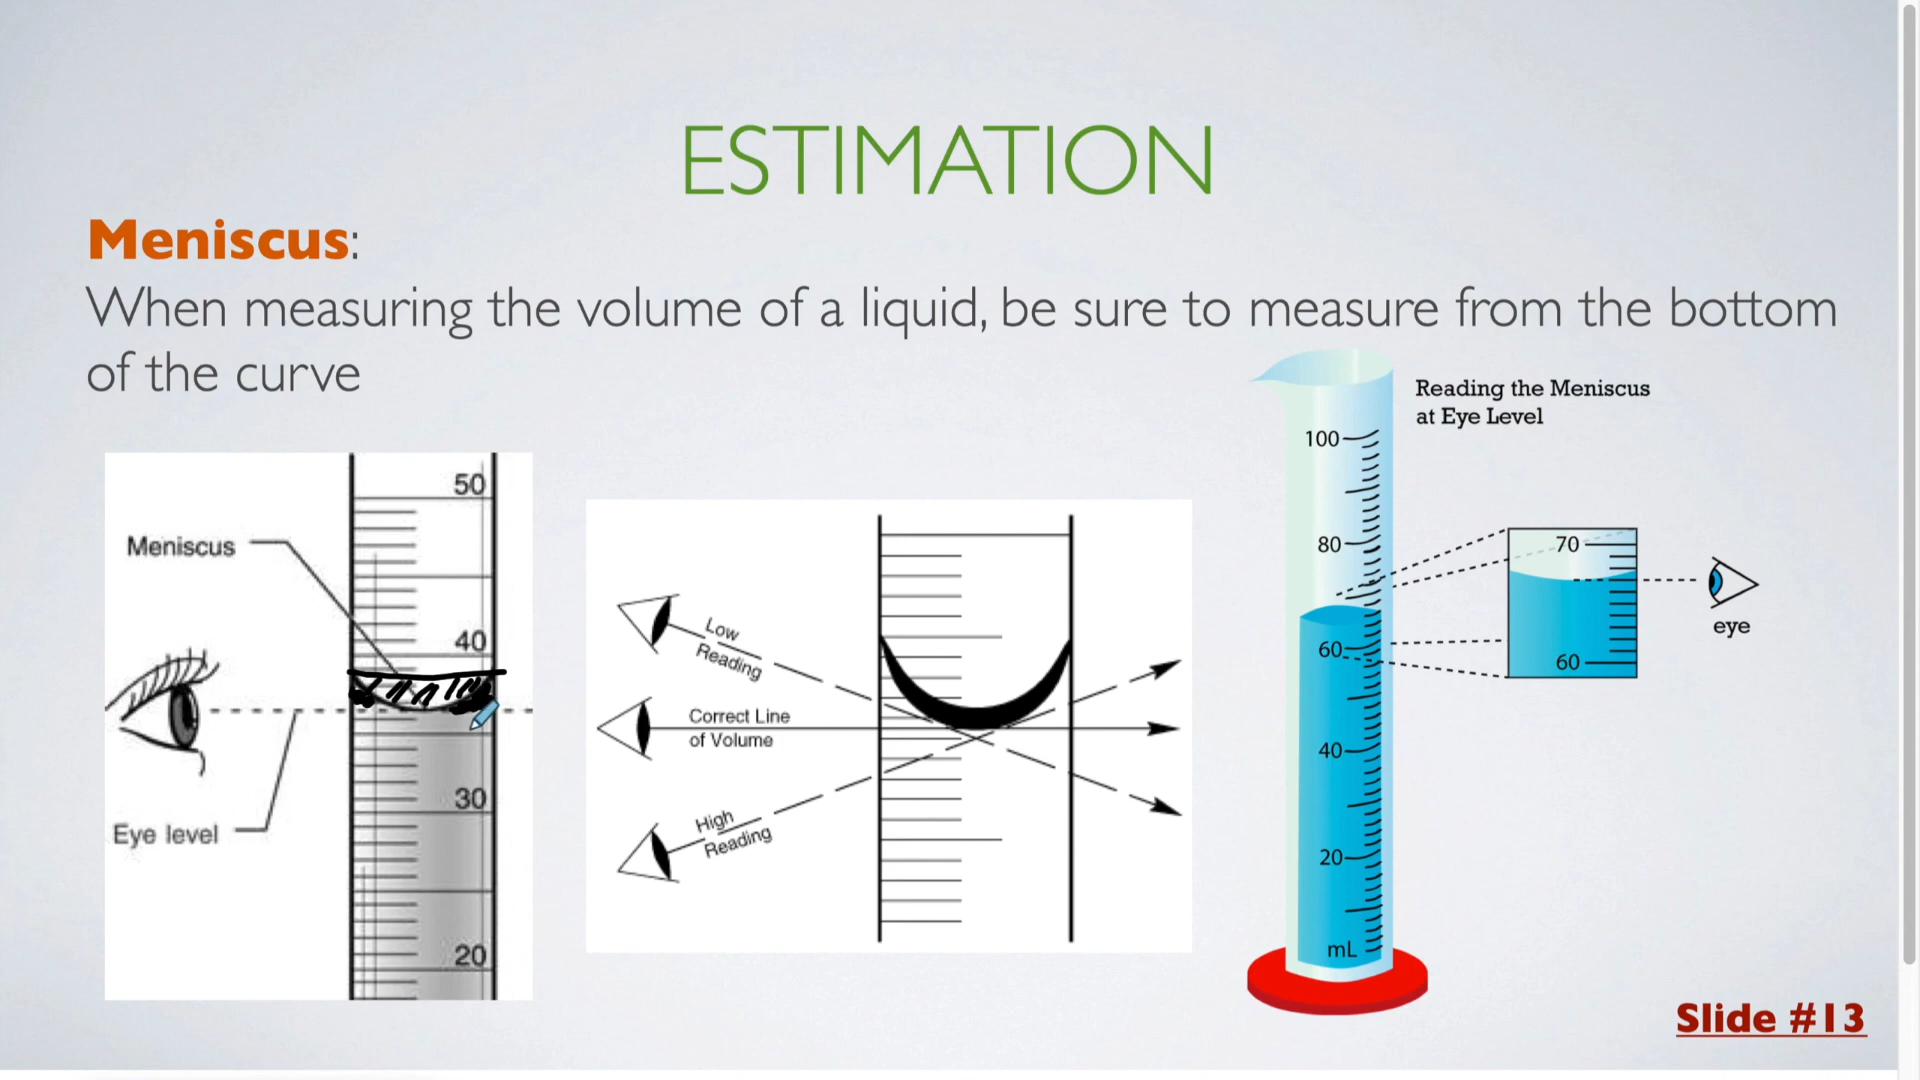 ESTIMATION
Meniscus:
When measuring the volume of a liquid, be sure to measure from the bottom
of the curve
Meniscus
Eye level
50
40
30
20
Low
Reading
Correct Line
of Volume
High
Reading
Reading the Meniscus
at Eye Level
100
80
60
40
20
mL
70
60
eye
Slide #13